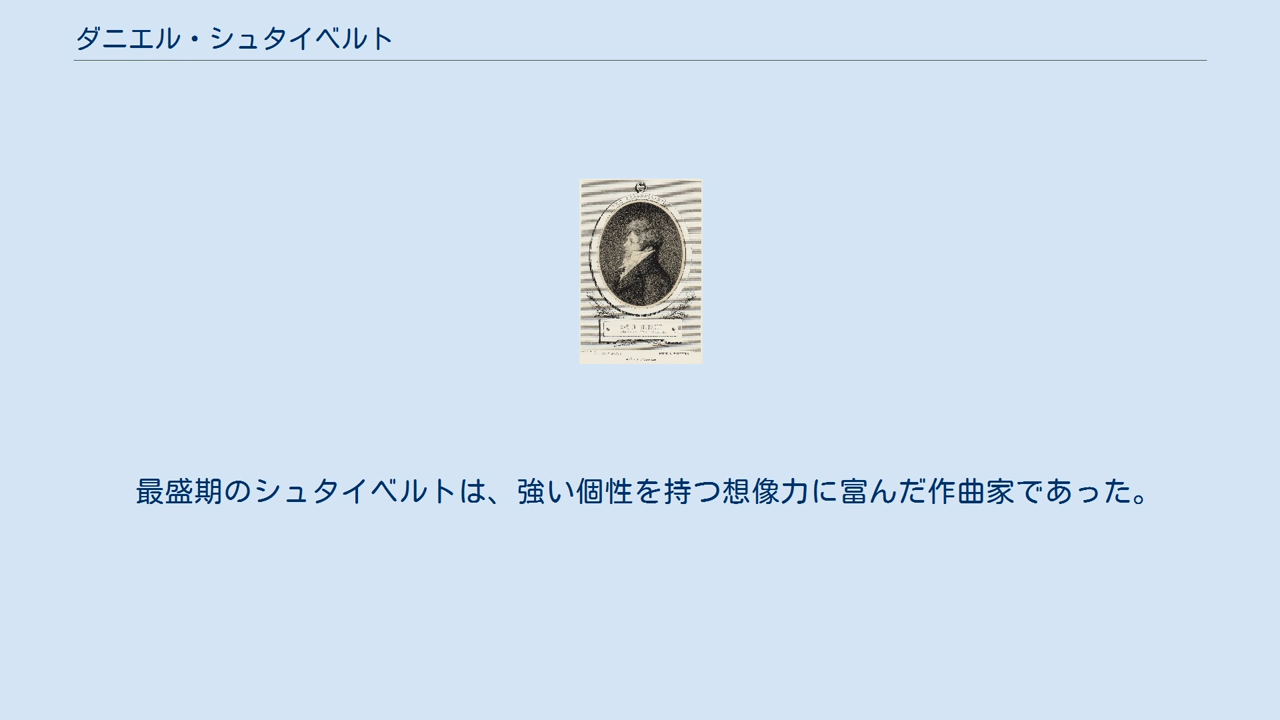 ダニエル・シュタイベルト
最盛期のシュタイベルトは、強い個性を持つ想像力に富んだ作曲家であった。